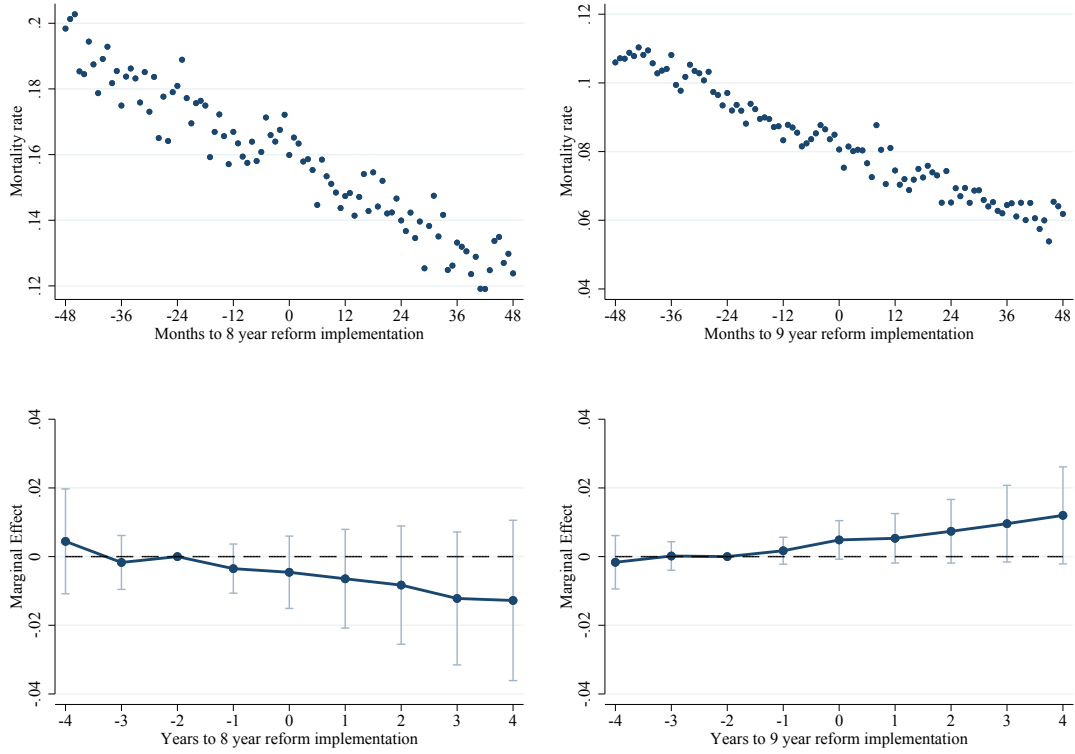 Mortality rate
.2
.18
.16
.14
.12
-48 -36 -24 -12 0 12 24 36 48
Months to 8 year reform implementation
Mortality rate
.12
.1
.08
.06
.04
-48 -36 -24 -12 0 12 24 36 48
Months to 9 year reform implementation
Marginal Effect
.04
.02
0
-.02
-.04
-4 -3 -2 -1 0 1 2 3 4
Years to 8 year reform implementation
Marginal Effect
.04
.02
0
-.02
-.04
-4 -3 -2 -1 0 1 2 3 4
Years to 9 year reform implementation